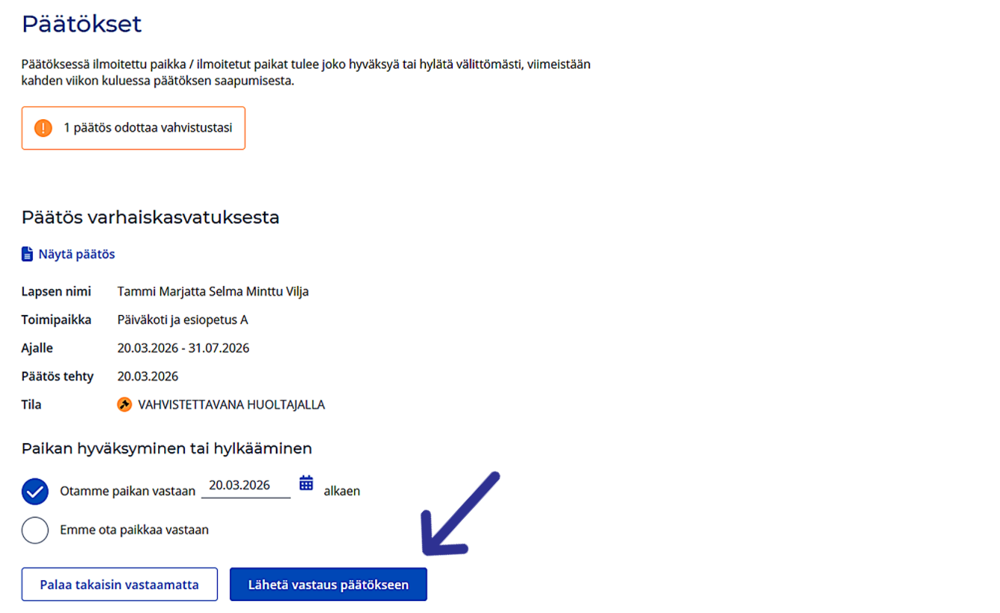 Päätökset
Päätöksessä ilmoitettu paikka / ilmoitetut paikat tulee joko hyväksyä tai hylätä välittömästi, viimeistään
kahden viikon kuluessa päätöksen saapumisesta.
1 päätös odottaa vahvistustasi
Päätös varhaiskasvatuksesta
Näytä päätös
Lapsen nimi Tammi Marjatta Selma Minttu Vilja
Toimipaikka Päiväkoti ja esiopetus A
Ajalle 20.03.2026 - 31.07.2026
Päätös tehty 20.03.2026
Tila VAHVISTETTAVANA HUOLTAJALLA
Paikan hyväksyminen tai hylkääminen
Otamme paikan vastaan 20.03.2026 alkaen
Emme ota paikkaa vastaan
Palaa takaisin vastaamatta Lähetä vastaus päätökseen